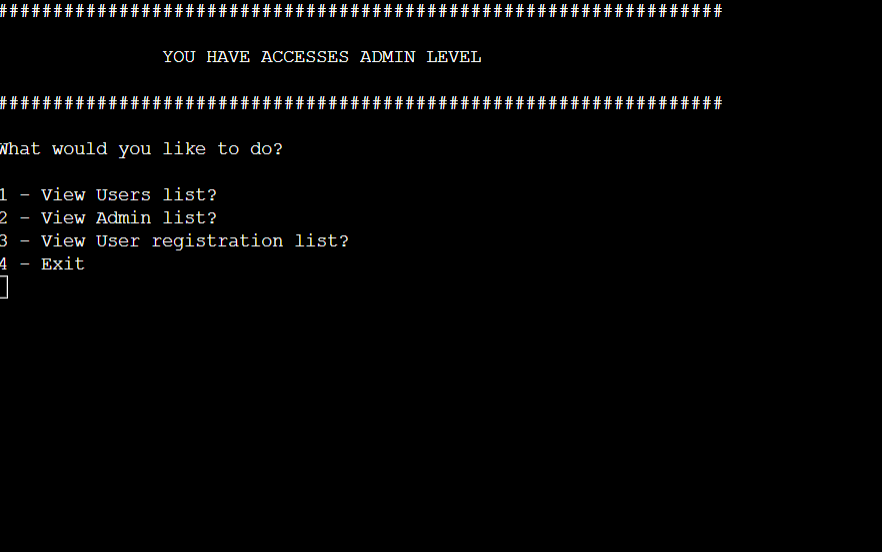 ##################################################################
YOU HAVE ACCESSES ADMIN LEVEL
##################################################################
What would you like to do?
1 - View Users list?
2 - View Admin list?
3 - View User registration list?
4 - Exit